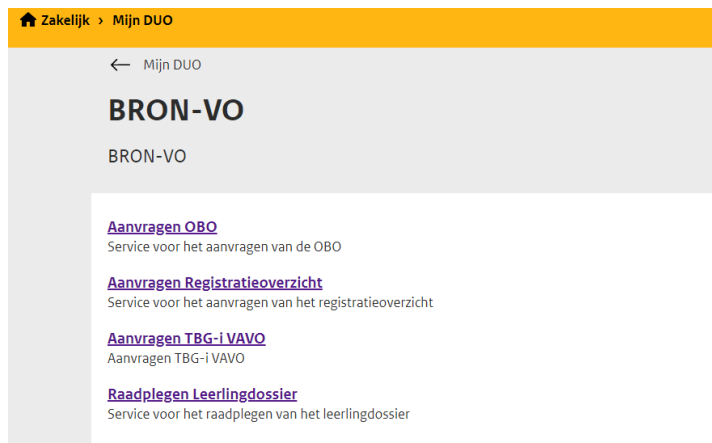 Zakelijk › Mijn DUO
← Mijn DUO
BRON-VO
BRON-VO
Aanvragen OBO
Service voor het aanvragen van de OBO
Aanvragen Registratieoverzicht
Service voor het aanvragen van het registratieoverzicht
Aanvragen TBG-i VAVO
Aanvragen TBG-i VAVO
Raadplegen Leerlingdossier
Service voor het raadplegen van het leerlingdossier